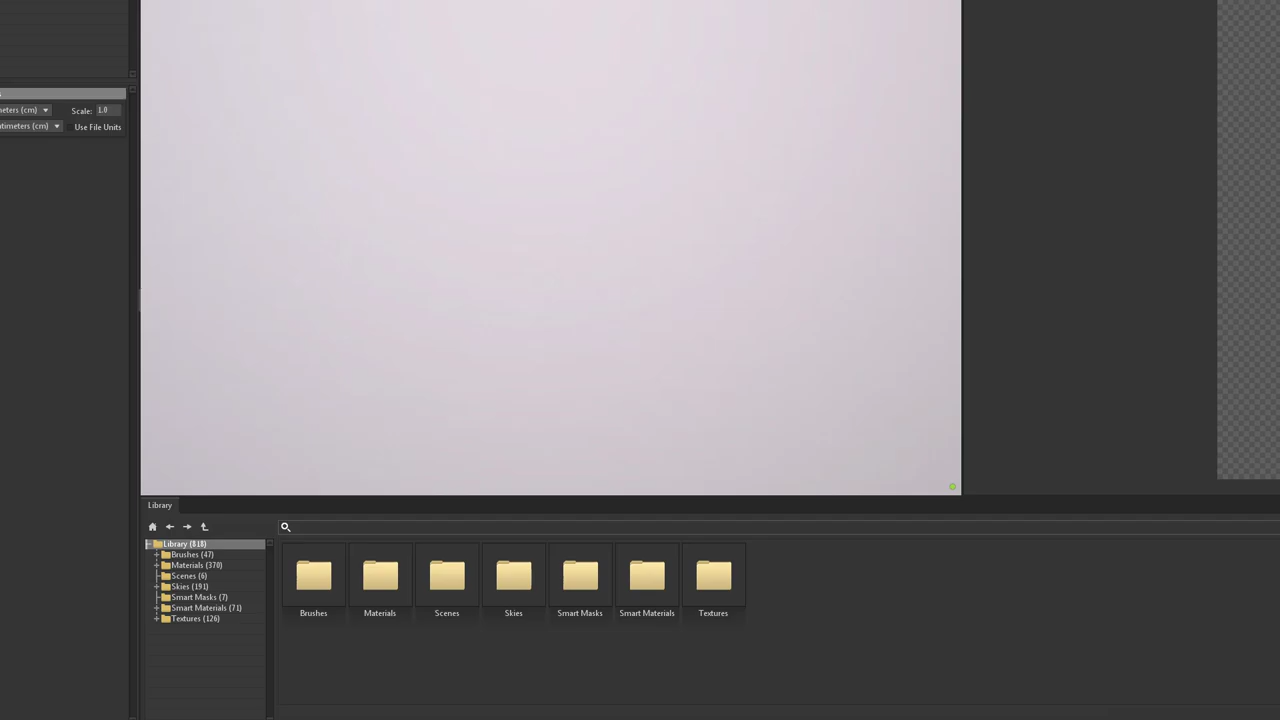 Scale: 1.0
Use File Units
Library
Library (818)
Brushes (47)
Materials (370)
Scenes (6)
Skies (191)
Smart Masks (7)
Smart Materials (71)
Textures (126)
Brushes
Materials
Scenes
Skies
Smart Masks
Smart Materials
Textures